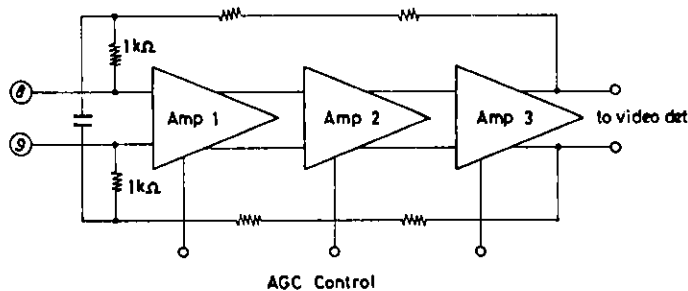 1kΩ
8
Amp 1
Amp 2
Amp 3
to video det
9
1kΩ
AGC Control